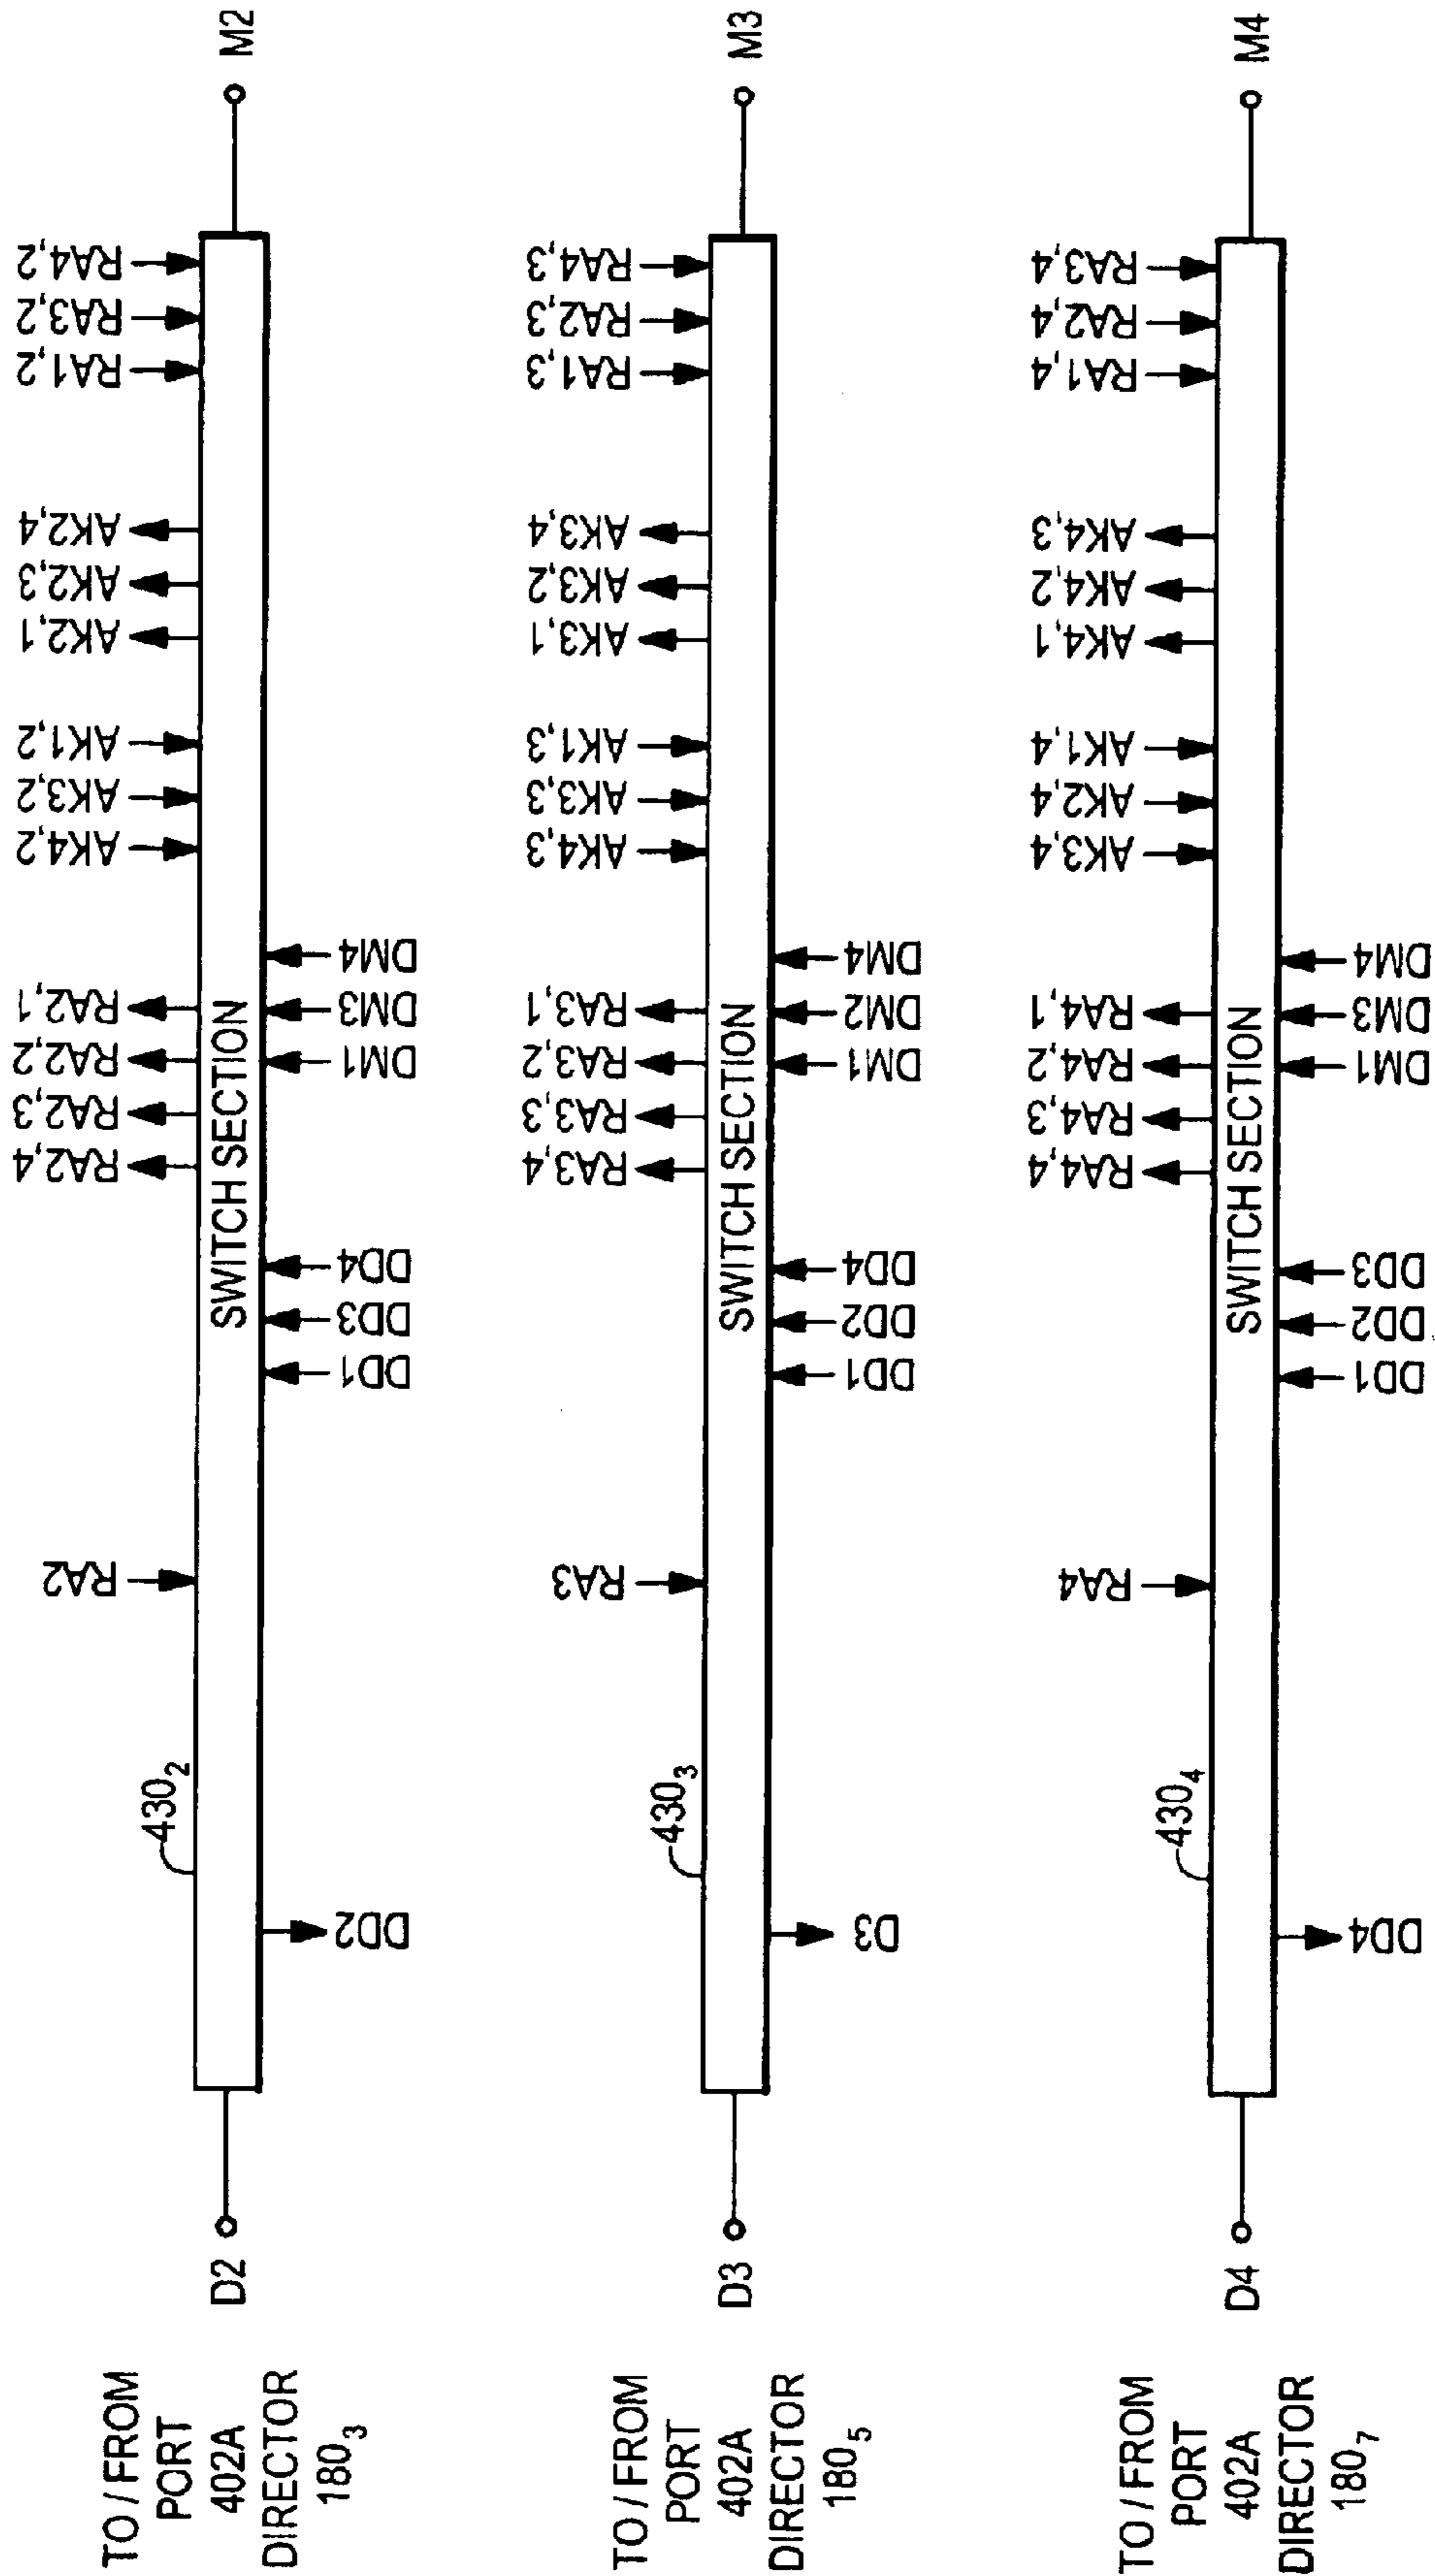 TO / FROM
PORT
402A
DIRECTOR
180₃
D2
430₂
DD2
RA2
DD1
DD3
DD4
SWITCH SECTION
RA2,4
RA2,3
RA2,2
RA2,1
DM1
DM3
DM4
AK4,2
AK3,2
AK1,2
AK2,1
AK2,3
AK2,4
RA1,2
RA3,2
RA4,2
M2
TO / FROM
PORT
402A
DIRECTOR
180₅
D3
430₃
D3
RA3
DD1
DD2
DD4
SWITCH SECTION
RA3,4
RA3,3
RA3,2
RA3,1
DM1
DM2
DM4
AK4,3
AK3,3
AK1,3
AK3,1
AK3,2
AK3,4
RA1,3
RA2,3
RA4,3
M3
TO / FROM
PORT
402A
DIRECTOR
180₇
D4
430₄
DD4
RA4
DD1
DD2
DD3
SWITCH SECTION
RA4,4
RA4,3
RA4,2
RA4,1
DM1
DM3
DM4
AK3,4
AK2,4
AK1,4
AK4,1
AK4,2
AK4,3
RA1,4
RA2,4
RA3,4
M4